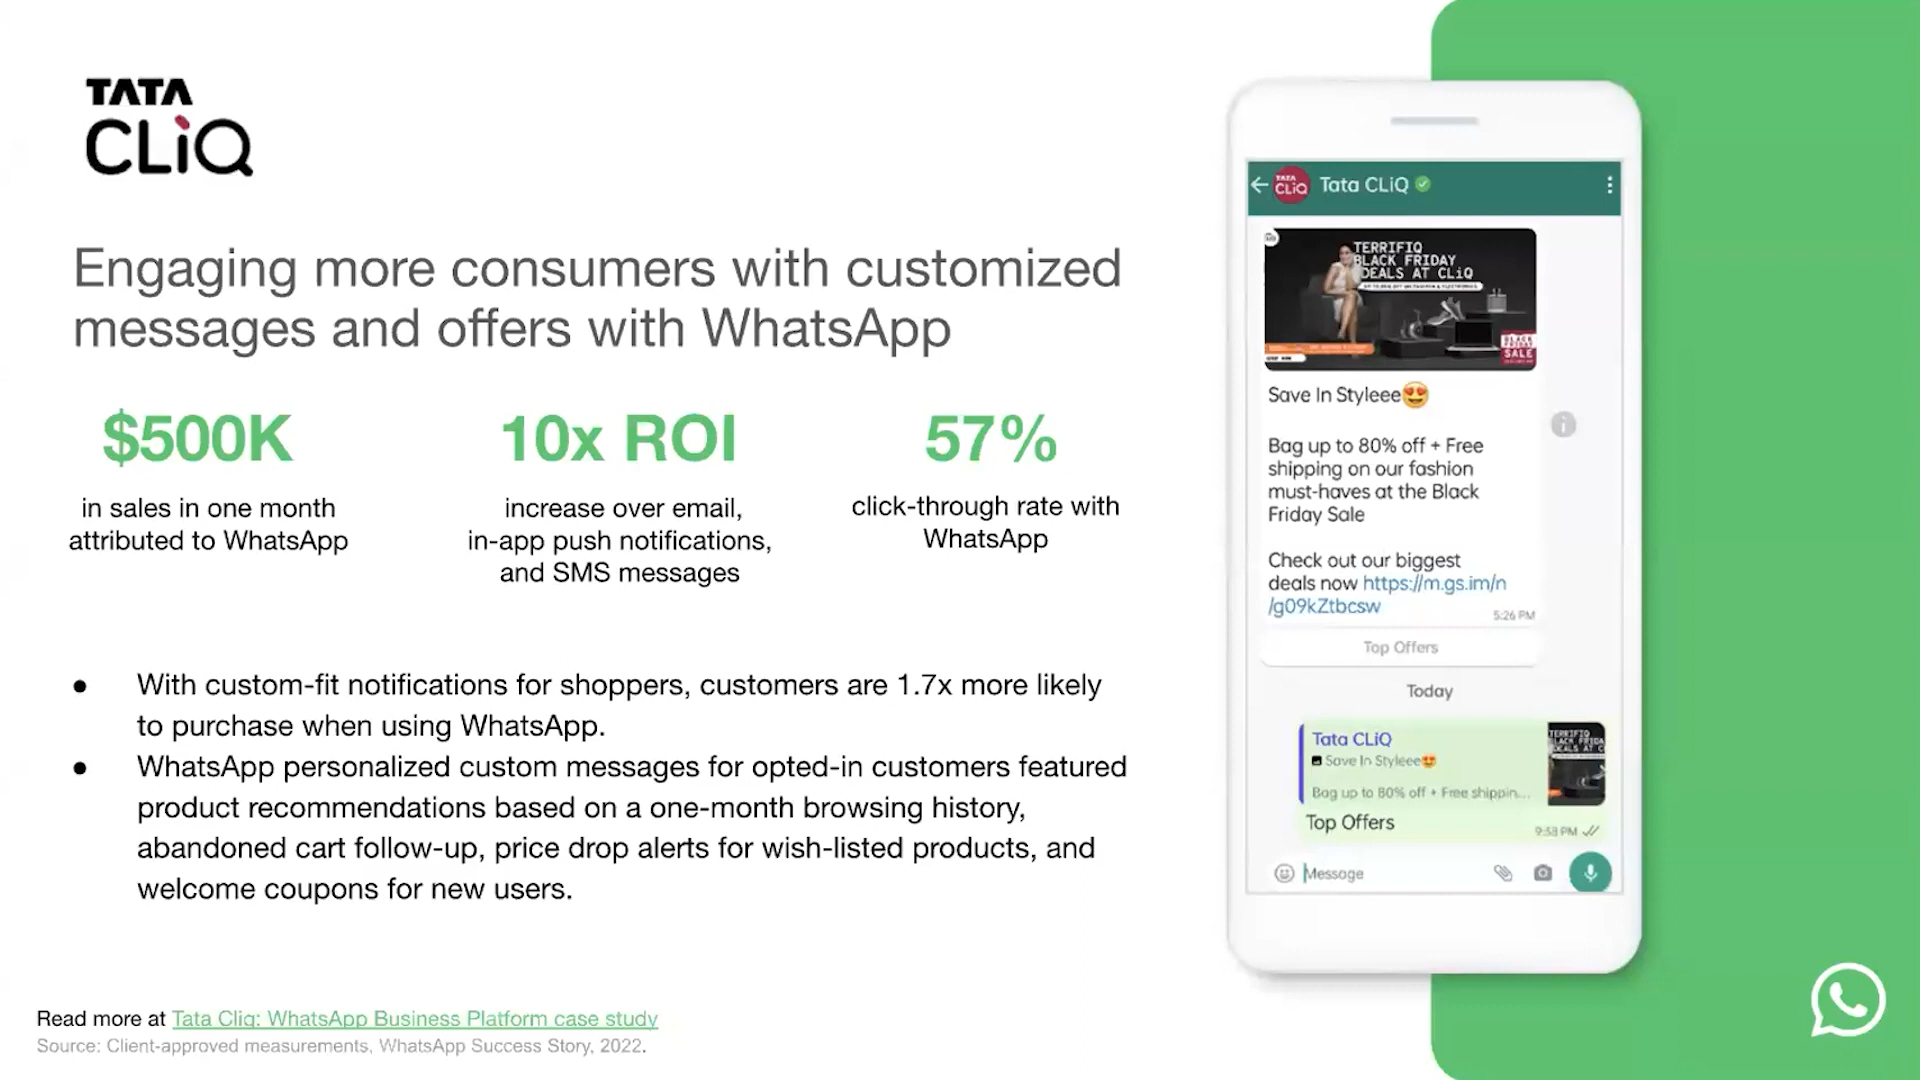 TATA
CLiQ
Engaging more consumers with customized
messages and offers with WhatsApp
$500K
in sales in one month
attributed to WhatsApp
10x ROI
increase over email,
in-app push notifications,
and SMS messages
57%
click-through rate with
WhatsApp
● With custom-fit notifications for shoppers, customers are 1.7x more likely
to purchase when using WhatsApp.
● WhatsApp personalized custom messages for opted-in customers featured
product recommendations based on a one-month browsing history,
abandoned cart follow-up, price drop alerts for wish-listed products, and
welcome coupons for new users.
Read more at Tata Cliq: WhatsApp Business Platform case study
Source: Client-approved measurements, WhatsApp Success Story, 2022.
TATA
CLiQ
Tata CLiQ
TERRIFIQ
BLACK FRIDAY
DEALS AT CLiQ
BLACK
FRIDAY
SALE
Save In Styleee😍
Bag up to 80% off + Free
shipping on our fashion
must-haves at the Black
Friday Sale
Check out our biggest
deals now https://m.gs.im/n
/g09kZtbcsw
5:26 PM
Top Offers
Today
Tata CLiQ
Save In Styleee😍
Bag up to 80% off + Free shippin...
TERRIFIQ
LACK FRIDA
DEALS AT C
Top Offers
9:58 PM
Message